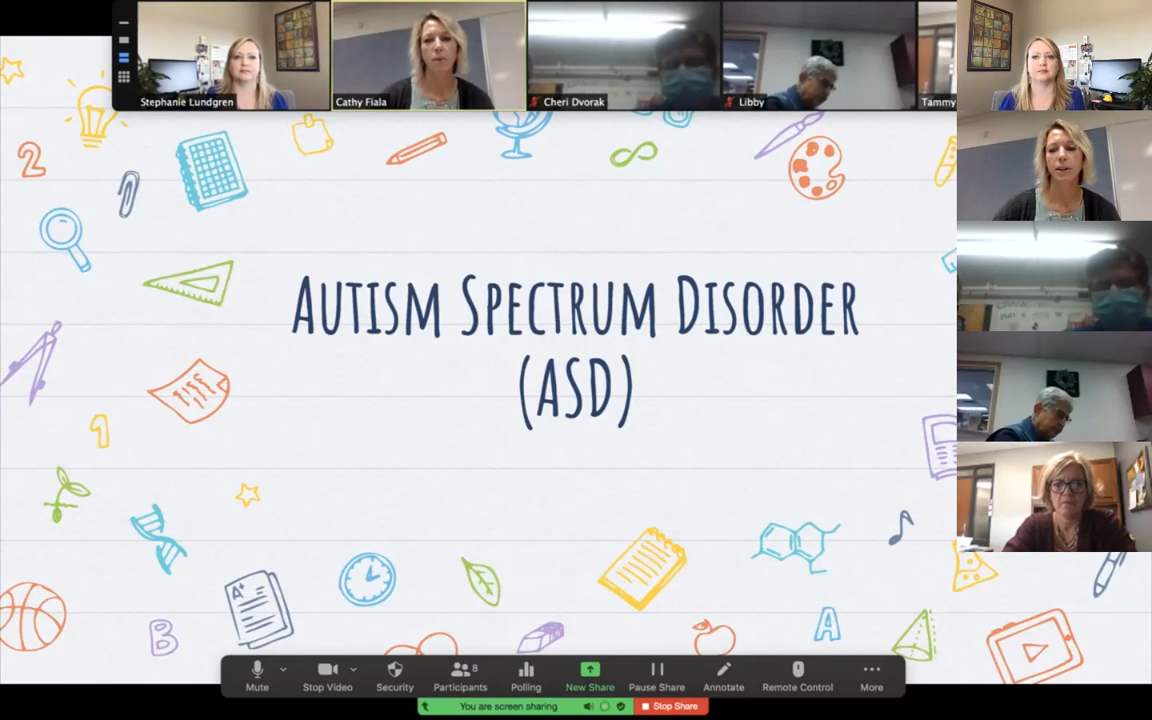 Stephanie Lundgren
Cathy Fiala
Cheri Dvorak
Libby
Tammy
2
AUTISM SPECTRUM DISORDER
(ASD)
1
A+
B
A
Mute
Stop Video
Security
Participants
8
Polling
New Share
Pause Share
Annotate
Remote Control
More
You are screen sharing
Stop Share